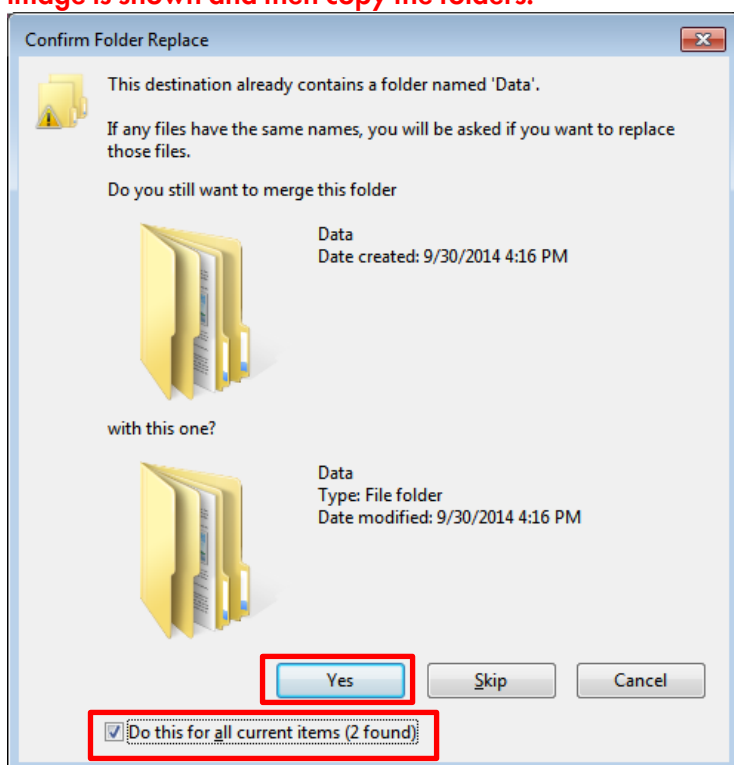 image is shown and then copy the folders.
Confirm Folder Replace
This destination already contains a folder named 'Data'.
If any files have the same names, you will be asked if you want to replace
those files.
Do you still want to merge this folder
Data
Date created: 9/30/2014 4:16 PM
with this one?
Data
Type: File folder
Date modified: 9/30/2014 4:16 PM
Yes
Skip
Cancel
Do this for all current items (2 found)